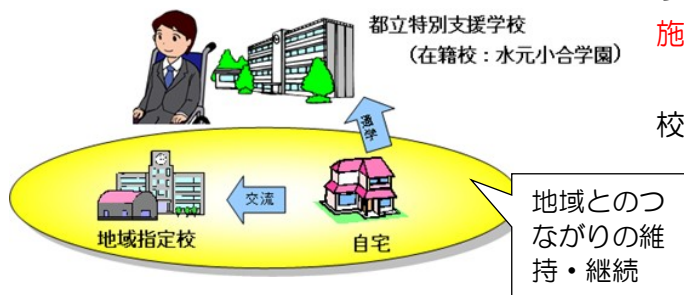 都立特別支援学校
（在籍校：水元小合学園）
施
校
通学
交流
地域指定校
自宅
地域とのつ
ながりの維
持・継続